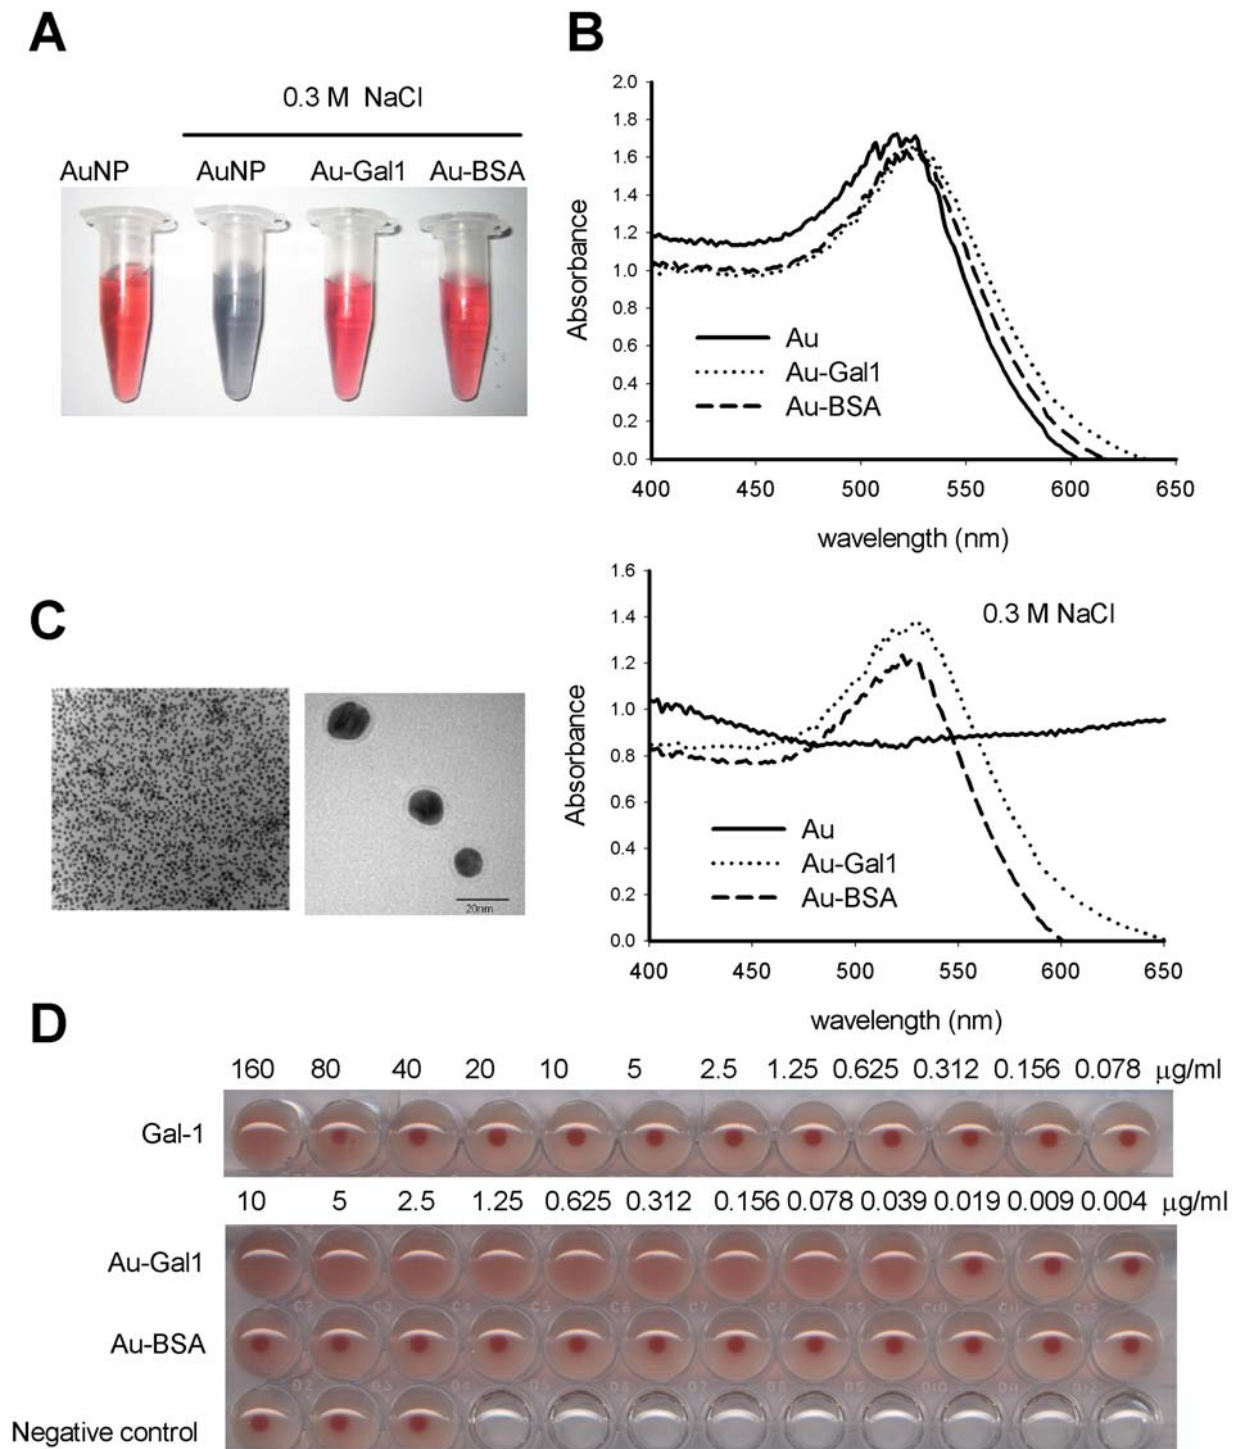 A
0.3 M NaCl
AuNP AuNP Au-Gal1 Au-BSA
B
2.0
1.8
1.6
1.4
1.2
1.0
0.8
0.6
0.4
0.2
0.0
Absorbance
Au
Au-Gal1
Au-BSA
400 450 500 550 600 650
wavelength (nm)
C
20nm
1.6
1.4
1.2
1.0
0.8
0.6
0.4
0.2
0.0
Absorbance
0.3 M NaCl
Au
Au-Gal1
Au-BSA
400 450 500 550 600 650
wavelength (nm)
D
160 80 40 20 10 5 2.5 1.25 0.625 0.312 0.156 0.078 μg/ml
Gal-1
10 5 2.5 1.25 0.625 0.312 0.156 0.078 0.039 0.019 0.009 0.004 μg/ml
Au-Gal1
Au-BSA
Negative control